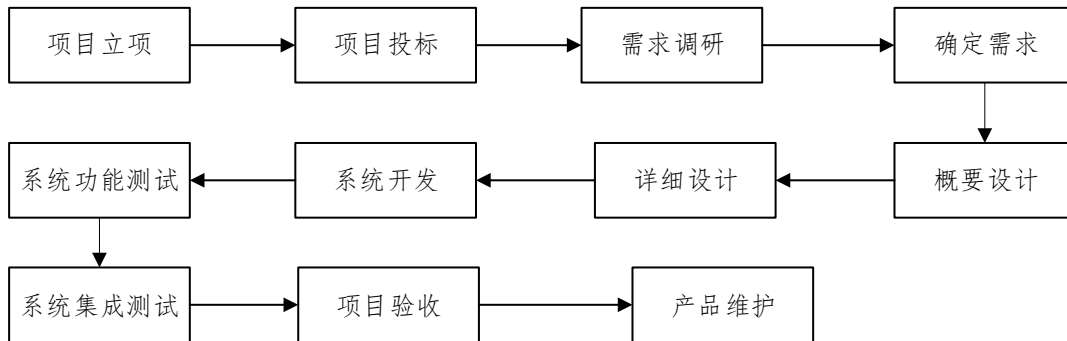 项目立项
项目投标
需求调研
确定需求
概要设计
详细设计
系统开发
系统功能测试
系统集成测试
项目验收
产品维护